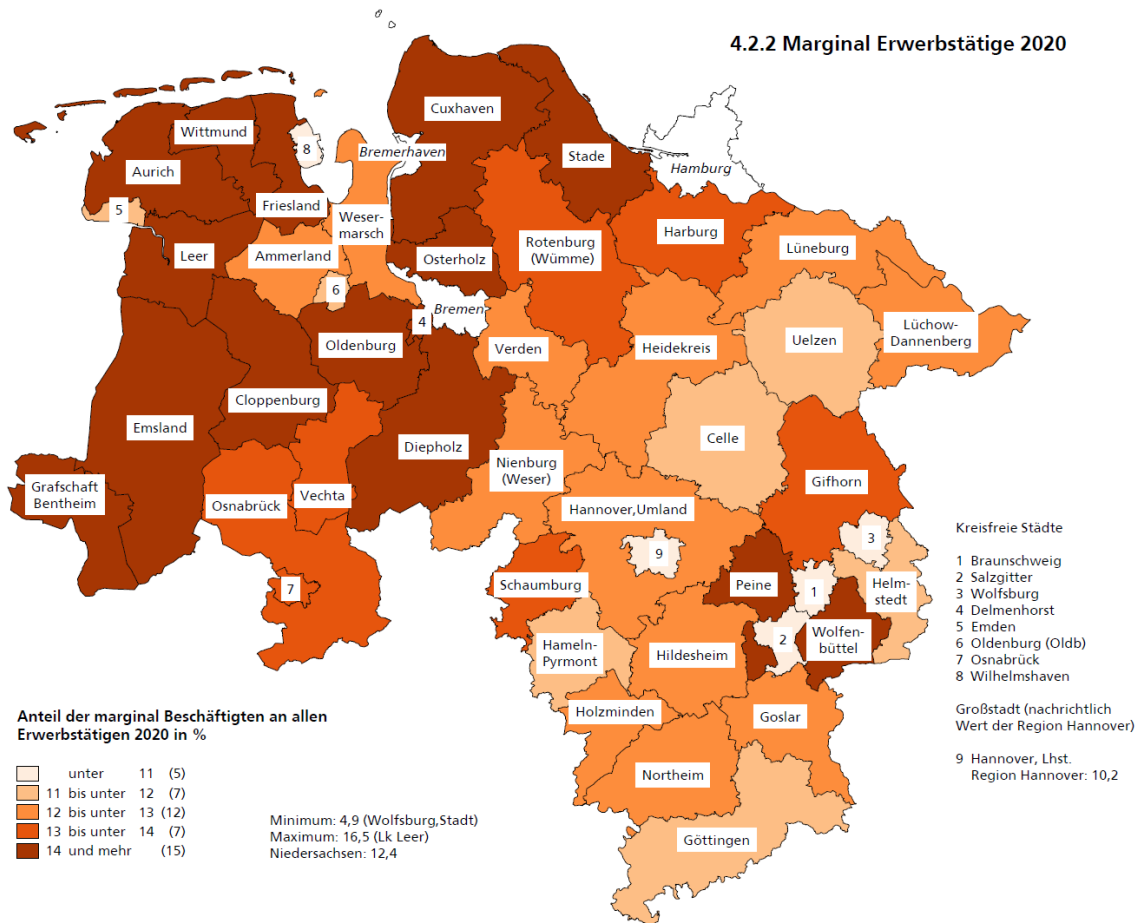 4.2.2 Marginal Erwerbstätige 2020
Cuxhaven
Wittmund
Bremerhaven
8
Stade
Aurich
Hamburg
Friesland
5
Weser-
marsch
Harburg
Rotenburg
(Wümme)
Lüneburg
Leer
Ammerland
Osterholz
6
Bremen
4
Lüchow-
Dannenberg
Oldenburg
Verden
Heidekreis
Uelzen
Cloppenburg
Emsland
Diepholz
Celle
Nienburg
(Weser)
Gifhorn
Grafschaft
Bentheim
Osnabrück
Vechta
Hannover,Umland
3
9
Schaumburg
Peine
1
Helm-
stedt
7
2
Wolfen-
büttel
Hameln-
Pyrmont
Hildesheim
Holzminden
Goslar
Northeim
Göttingen
Kreisfreie Städte
1 Braunschweig
2 Salzgitter
3 Wolfsburg
4 Delmenhorst
5 Emden
6 Oldenburg (Oldb)
7 Osnabrück
8 Wilhelmshaven
Großstadt (nachrichtlich
Wert der Region Hannover)
9 Hannover, Lhst.
Region Hannover: 10,2
Anteil der marginal Beschäftigten an allen
Erwerbstätigen 2020 in %
unter 11 (5)
11 bis unter 12 (7)
12 bis unter 13 (12)
13 bis unter 14 (7)
14 und mehr (15)
Minimum: 4,9 (Wolfsburg,Stadt)
Maximum: 16,5 (Lk Leer)
Niedersachsen: 12,4